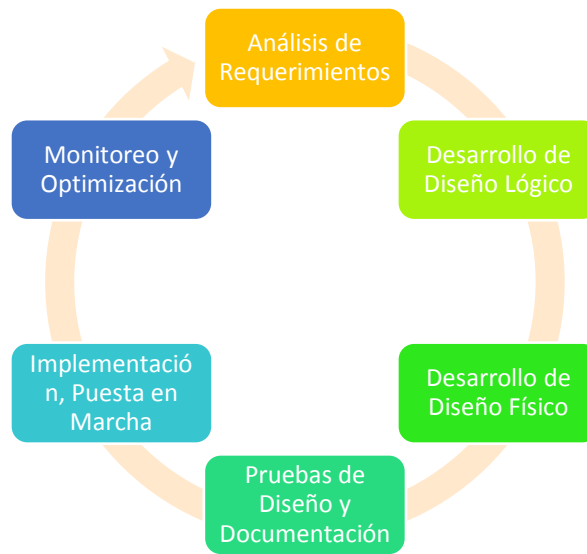 Análisis de
Requerimientos
Desarrollo de
Diseño Lógico
Desarrollo de
Diseño Físico
Pruebas de
Diseño y
Documentación
Implementació
n, Puesta en
Marcha
Monitoreo y
Optimización